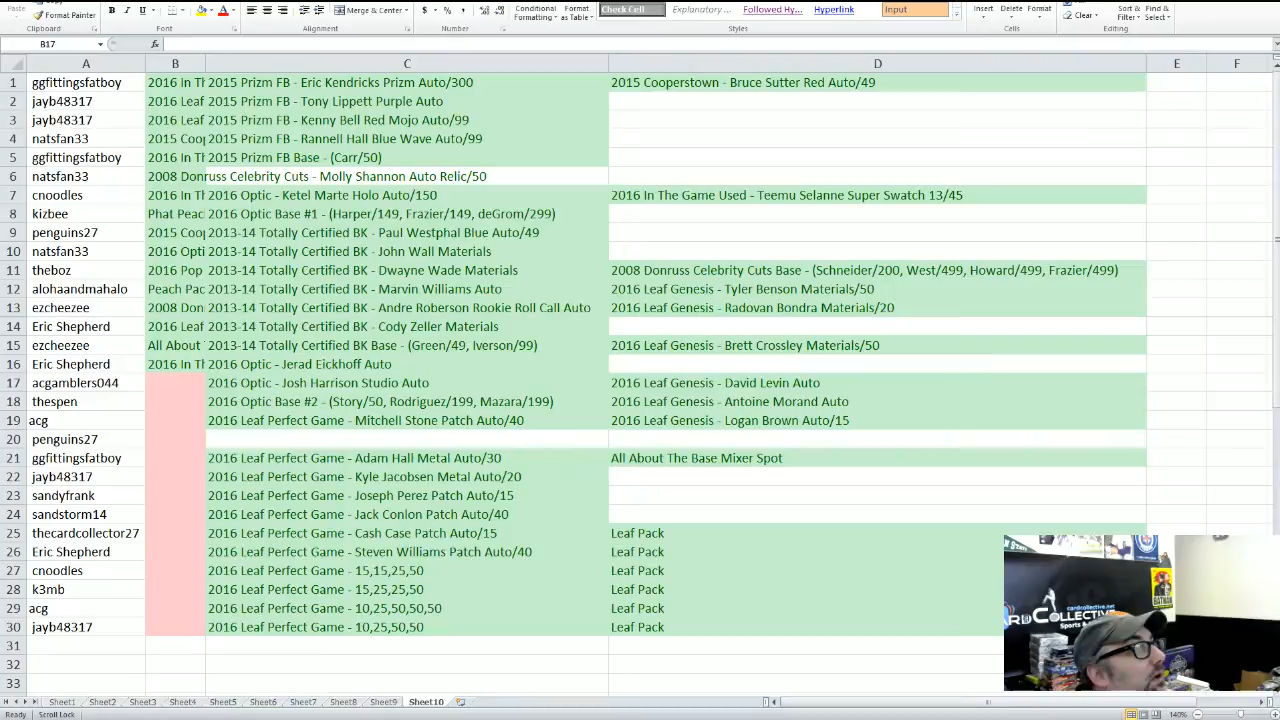 Paste Format Painter B I U Merge & Center $ % , Conditional Format Check Cell Explanatory ... Followed Hy... Hyperlink Input Insert Delete Format Clear Sort & Find &
Formatting as Table Filter Select
Clipboard Font Alignment Number Styles Cells Editing
B17 fx
A B C D E F
1 ggfittingsfatboy 2016 In Th 2015 Prizm FB - Eric Kendricks Prizm Auto/300 2015 Cooperstown - Bruce Sutter Red Auto/49
2 jayb48317 2016 Leaf 2015 Prizm FB - Tony Lippett Purple Auto
3 jayb48317 2016 Leaf 2015 Prizm FB - Kenny Bell Red Mojo Auto/99
4 natsfan33 2015 Coop 2015 Prizm FB - Rannell Hall Blue Wave Auto/99
5 ggfittingsfatboy 2016 In Th 2015 Prizm FB Base - (Carr/50)
6 natsfan33 2008 Donruss Celebrity Cuts - Molly Shannon Auto Relic/50
7 cnoodles 2016 In Th 2016 Optic - Ketel Marte Holo Auto/150 2016 In The Game Used - Teemu Selanne Super Swatch 13/45
8 kizbee Phat Peac 2016 Optic Base #1 - (Harper/149, Frazier/149, deGrom/299)
9 penguins27 2015 Coop 2013-14 Totally Certified BK - Paul Westphal Blue Auto/49
10 natsfan33 2016 Opti 2013-14 Totally Certified BK - John Wall Materials
11 theboz 2016 Pop 2013-14 Totally Certified BK - Dwayne Wade Materials 2008 Donruss Celebrity Cuts Base - (Schneider/200, West/499, Howard/499, Frazier/499)
12 alohaandmahalo Peach Pac 2013-14 Totally Certified BK - Marvin Williams Auto 2016 Leaf Genesis - Tyler Benson Materials/50
13 ezcheezee 2008 Don 2013-14 Totally Certified BK - Andre Roberson Rookie Roll Call Auto 2016 Leaf Genesis - Radovan Bondra Materials/20
14 Eric Shepherd 2016 Leaf 2013-14 Totally Certified BK - Cody Zeller Materials
15 ezcheezee All About 2013-14 Totally Certified BK Base - (Green/49, Iverson/99) 2016 Leaf Genesis - Brett Crossley Materials/50
16 Eric Shepherd 2016 In Th 2016 Optic - Jerad Eickhoff Auto
17 acgamblers044 2016 Optic - Josh Harrison Studio Auto 2016 Leaf Genesis - David Levin Auto
18 thespen 2016 Optic Base #2 - (Story/50, Rodriguez/199, Mazara/199) 2016 Leaf Genesis - Antoine Morand Auto
19 acg 2016 Leaf Perfect Game - Mitchell Stone Patch Auto/40 2016 Leaf Genesis - Logan Brown Auto/15
20 penguins27
21 ggfittingsfatboy 2016 Leaf Perfect Game - Adam Hall Metal Auto/30 All About The Base Mixer Spot
22 jayb48317 2016 Leaf Perfect Game - Kyle Jacobsen Metal Auto/20
23 sandyfrank 2016 Leaf Perfect Game - Joseph Perez Patch Auto/15
24 sandstorm14 2016 Leaf Perfect Game - Jack Conlon Patch Auto/40
25 thecardcollector27 2016 Leaf Perfect Game - Cash Case Patch Auto/15 Leaf Pack
26 Eric Shepherd 2016 Leaf Perfect Game - Steven Williams Patch Auto/40 Leaf Pack
27 cnoodles 2016 Leaf Perfect Game - 15,15,25,50 Leaf Pack
28 k3mb 2016 Leaf Perfect Game - 15,25,25,50 Leaf Pack
29 acg 2016 Leaf Perfect Game - 10,25,50,50,50 Leaf Pack
30 jayb48317 2016 Leaf Perfect Game - 20,25,50,50 Leaf Pack
31
32
33
cardcollective.net
CARD COLLECTIVE
Sheet1 Sheet2 Sheet3 Sheet4 Sheet5 Sheet6 Sheet7 Sheet8 Sheet9 Sheet10
Ready Scroll Lock 140%